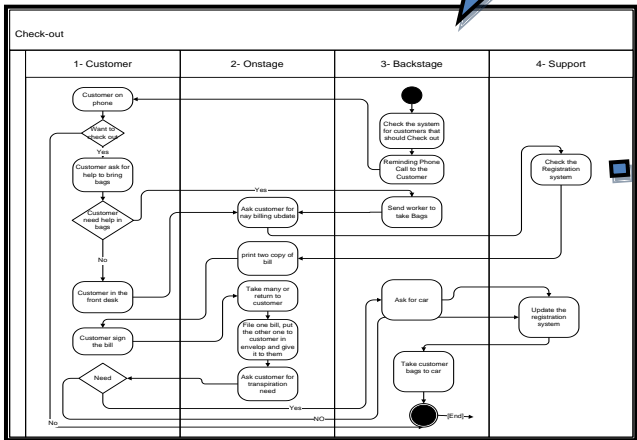 Check-out
1- Customer
2- Onstage
3- Backstage
4- Support
Customer on
phone
Want to
check out
Yes
Customer ask for
help to bring
bags
Customer
need help in
bags
No
Customer in the
front desk
Customer sign
the bill
Need
No
Yes
Ask customer for
nay billing ubdate
print two copy of
bill
Take many or
return to
customer
File one bill, put
the other one to
customer in
envelop and give
it to them
Ask customer for
transpiration
need
Yes
NO
Check the system
for customers that
should Check out
Reminding Phone
Call to the
Customer
Send worker to
take Bags
Ask for car
Take customer
bags to car
[End]
Check the
Registration
system
Update the
registration
system